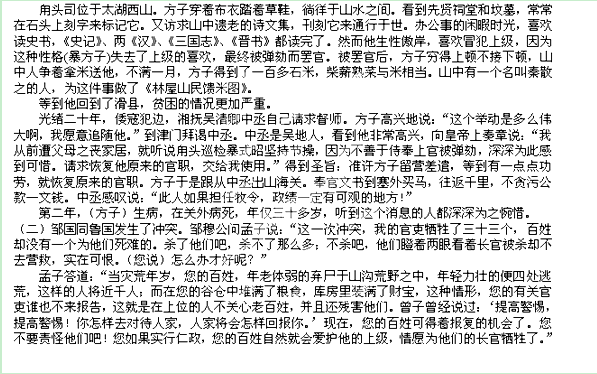 甪头司位于太湖西山。方子穿着布衣踏着草鞋，徜徉于山水之间。看到先贤祠堂和坟墓，常常
在石头上刻字来标记它。又访求山中遗老的诗文集，刊刻它来通行于世。办公事的闲暇时光，喜欢
读史书，《史记》、两《汉》、《三国志》、《晋书》都读完了。然而他生性傲岸，喜欢冒犯上级，因为
这种性格(暴方子)失去了上级的喜欢，最终被弹劾而罢官。被罢官后，方子穷得上顿不接下顿，山
中人争着拿米送他，不满一月，方子得到了一百多石米，柴薪熟菜与米相当。山中有一个名叫秦散
之的人，为这件事做了《林屋山民馈米图》。
等到他回到了滑县，贫困的情况更加严重。
光绪二十年，倭寇犯边，湘抚吴清卿中丞自己请求督师。方子高兴地说：“这个举动是多么伟
大啊，我愿意追随他。”到津门拜谒中丞。中丞是吴地人，看到他非常高兴，向皇帝上奏章说：“我
从前遭父母之丧家居，就听说甪头巡检暴式昭坚持节操，因为不善于侍奉上官被弹劾，深深为此感
到可惜。请求恢复他原来的官职，交给我使用。”得到圣旨：准许方子留营差遣，等到有一点点功
劳，就恢复原来的官职。方子于是跟从中丞出山海关。奉官文书到塞外买马，往返千里，不贪污公
款一文钱。中丞感叹说：“此人如果担任牧令，政绩一定有可观的地方!”
第二年，（方子）生病，在关外病死，年仅三十多岁，听到这个消息的人都深深为之惋惜。
（二）邹国同鲁国发生了冲突。邹穆公问孟子说：“这一次冲突，我的官吏牺牲了三十三个，百姓
却没有一个为他们死难的。杀了他们吧，杀不了那么多；不杀吧，他们瞪着两眼看着长官被杀却不
去营救，实在可恨。（您说）怎么办才好呢？”
孟子答道：“当灾荒年岁，您的百姓，年老体弱的弃尸于山沟荒野之中，年轻力壮的便四处逃
荒，这样的人将近千人；而在您的谷仓中堆满了粮食，库房里装满了财宝，这种情形，您的有关官
吏谁也不来报告，这就是在上位的人不关心老百姓，并且还残害他们。曾子曾经说过：‘提高警惕，
提高警惕！你怎样去对待人家，人家将会怎样回报你。’现在，您的百姓可得着报复的机会了。您
不要责怪他们吧！您如果实行仁政，您的百姓自然就会爱护他的上级，情愿为他们的长官牺牲了。”